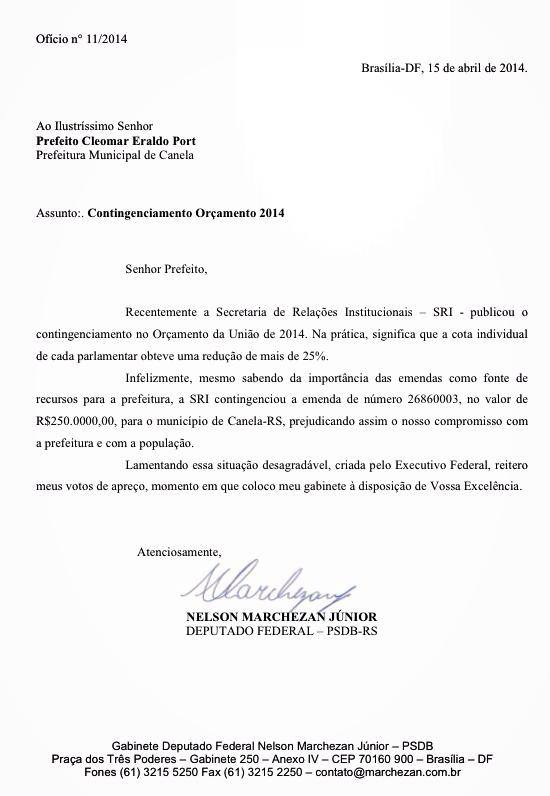 Ofício nº 11/2014
Brasília-DF, 15 de abril de 2014.
Ao Ilustríssimo Senhor
Prefeito Cleomar Eraldo Port
Prefeitura Municipal de Canela
Assunto:. Contingenciamento Orçamento 2014
Senhor Prefeito,
Recentemente a Secretaria de Relações Institucionais – SRI - publicou o
contingenciamento no Orçamento da União de 2014. Na prática, significa que a cota individual
de cada parlamentar obteve uma redução de mais de 25%.
Infelizmente, mesmo sabendo da importância das emendas como fonte de
recursos para a prefeitura, a SRI contingenciou a emenda de número 26860003, no valor de
R$250.0000,00, para o município de Canela-RS, prejudicando assim o nosso compromisso com
a prefeitura e com a população.
Lamentando essa situação desagradável, criada pelo Executivo Federal, reitero
meus votos de apreço, momento em que coloco meu gabinete à disposição de Vossa Excelência.
Atenciosamente,
Marchezan
NELSON MARCHEZAN JÚNIOR
DEPUTADO FEDERAL – PSDB-RS
Gabinete Deputado Federal Nelson Marchezan Júnior – PSDB
Praça dos Três Poderes – Gabinete 250 – Anexo IV – CEP 70160 900 – Brasília – DF
Fones (61) 3215 5250 Fax (61) 3215 2250 – contato@marchezan.com.br